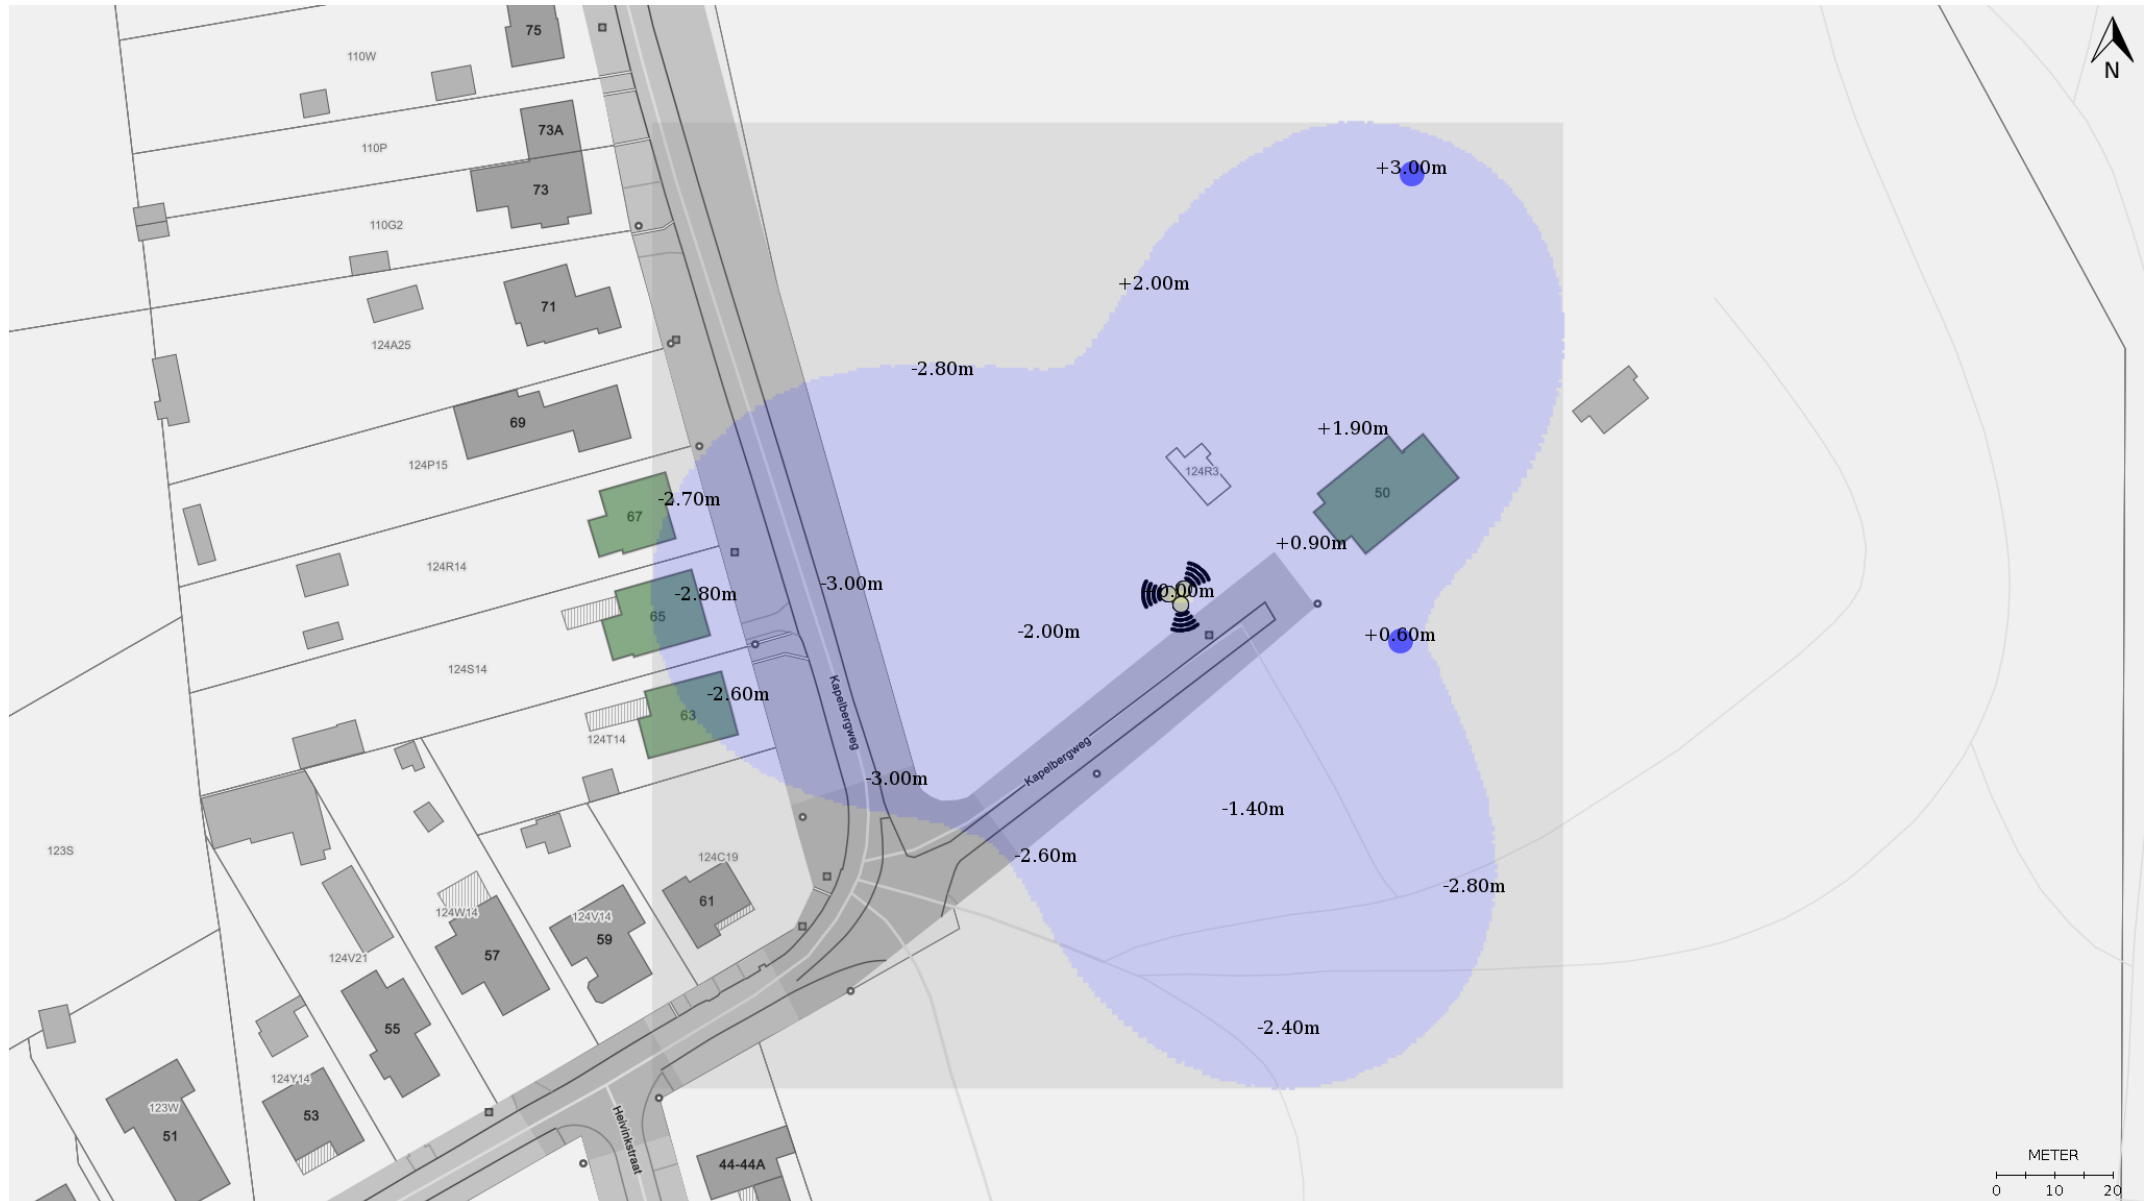 75
110W
N
73A
110P
+3.00m
73
110G2
+2.00m
71
124A25
-2.80m
69
+1.90m
124P15
124R3
50
-2.70m
67
+0.90m
124R14
-3.00m
-2.80m
+0.00m
65
-2.00m
+0.60m
124S14
-2.60m
63
Kapelbergweg
124T14
Kapelbergweg
-3.00m
-1.40m
123S
-2.60m
124C19
-2.80m
61
124W14
124V14
59
57
124V21
55
-2.40m
124Y14
123W
53
51
Heivinkstraat
44-44A
METER
0 10 20